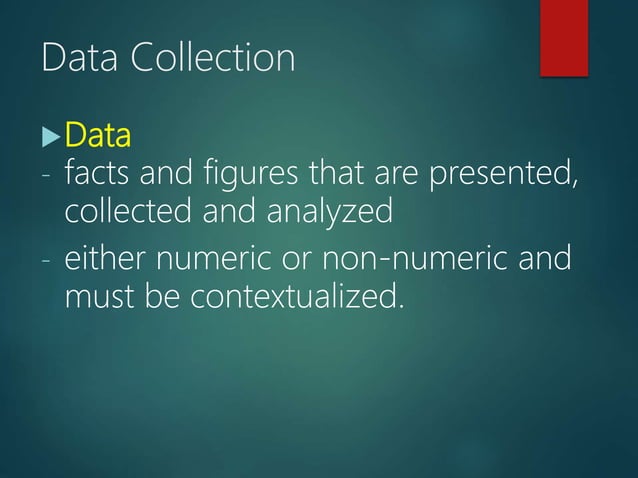 Data Collection
Data
- facts and figures that are presented,
collected and analyzed
- either numeric or non-numeric and
must be contextualized.